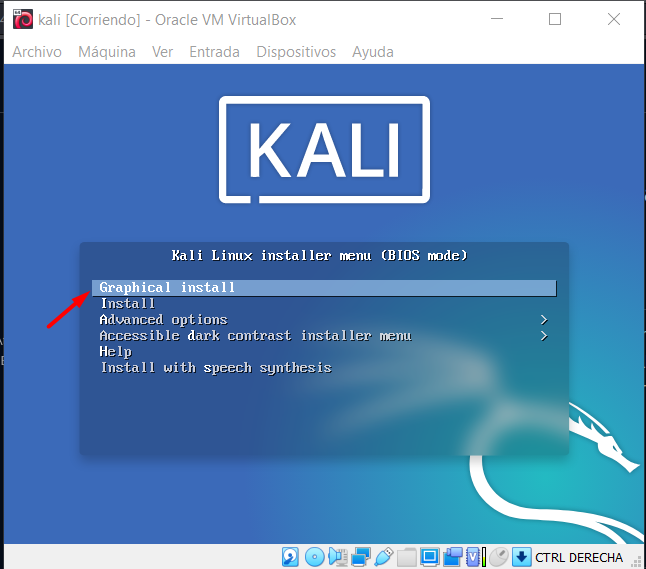 kali [Corriendo] - Oracle VM VirtualBox
Archivo Máquina Ver Entrada Dispositivos Ayuda
KALI
Kali Linux installer menu (BIOS mode)
Graphical install
Install
Advanced options >
Accessible dark contrast installer menu >
Help
Install with speech synthesis
CTRL DERECHA